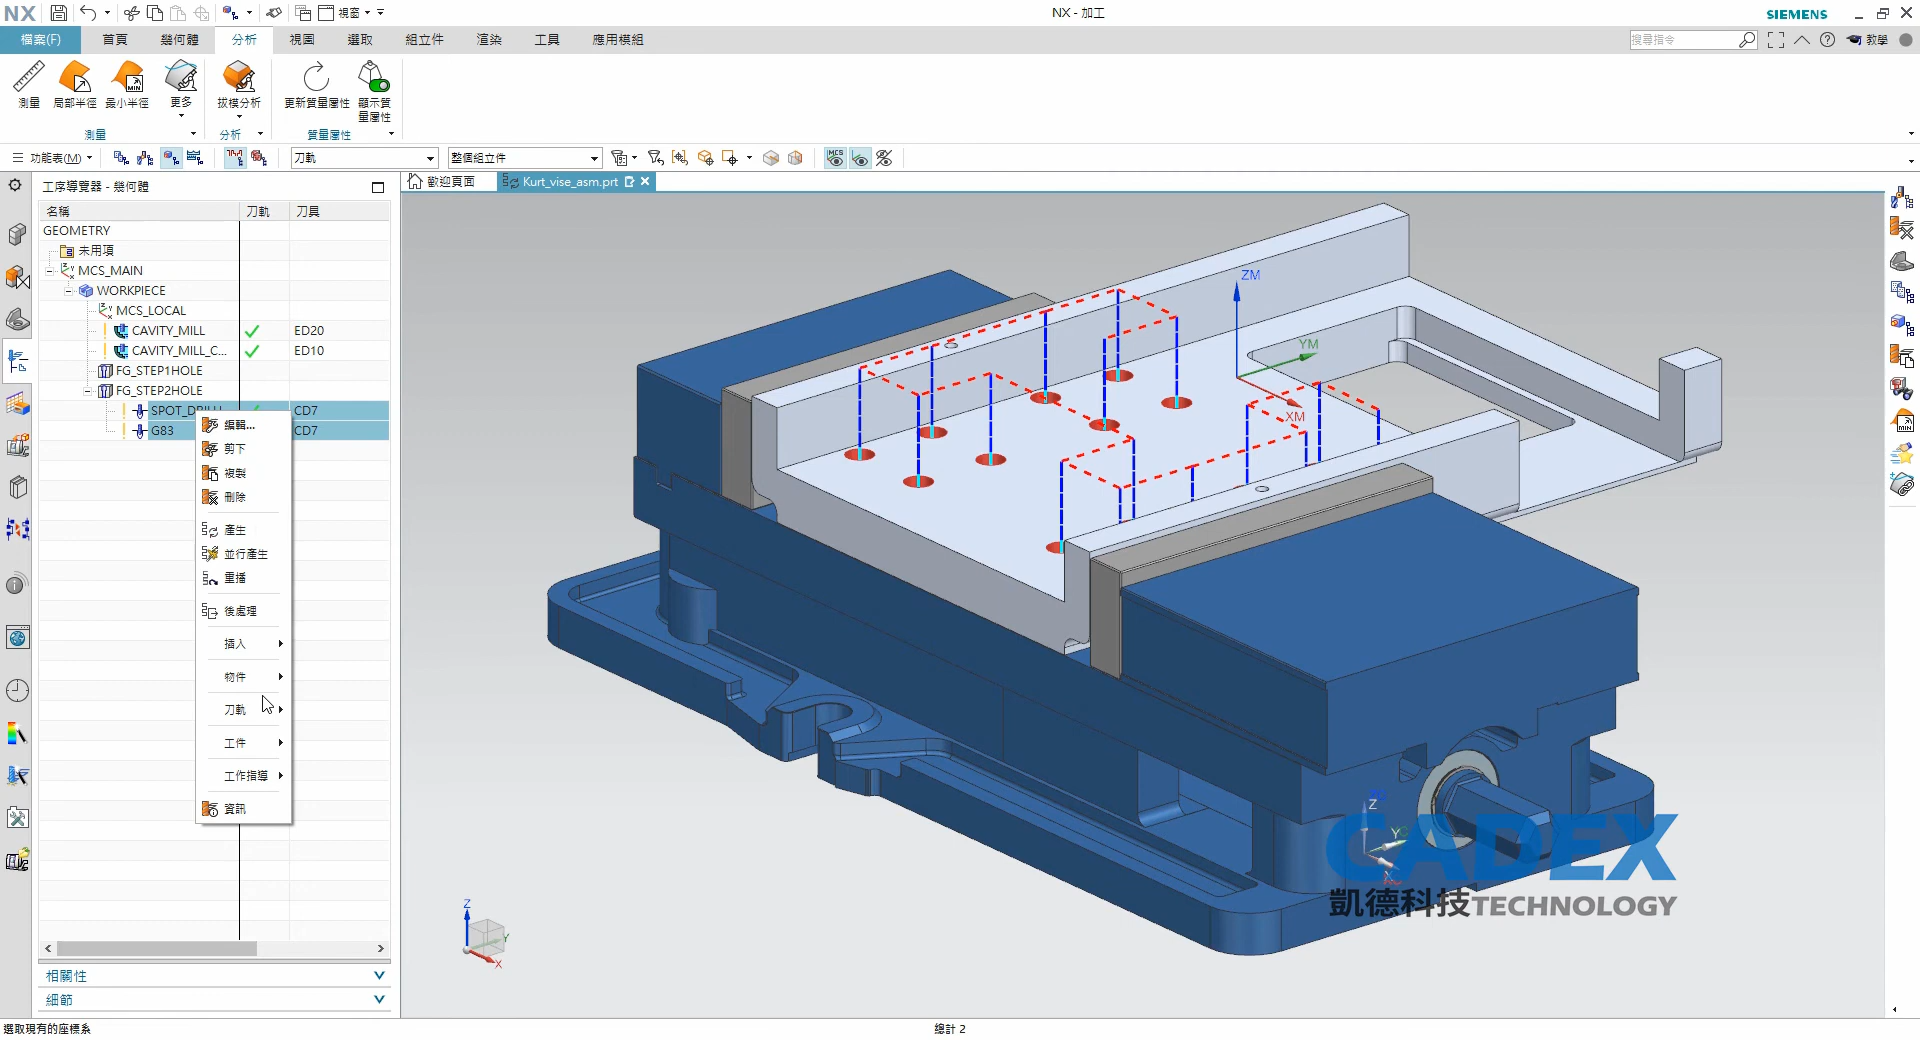 NX
視窗
NX - 加工
SIEMENS
檔案(F)
首頁
幾何體
分析
視圖
選取
組立件
渲染
工具
應用模組
搜尋指令
教學
測量
局部半徑
最小半徑
更多
拔模分析
更新質量屬性
顯示質
量屬性
測量
分析
質量屬性
功能表(M)
刀軌
整個組立件
工序導覽器 - 幾何體
歡迎頁面
Kurt_vise_asm.prt
名稱
刀軌
刀具
GEOMETRY
未用項
MCS_MAIN
WORKPIECE
MCS_LOCAL
CAVITY_MILL
ED20
CAVITY_MILL_C...
ED10
FG_STEP1HOLE
FG_STEP2HOLE
CD7
G83
CD7
編輯...
剪下
複製
刪除
產生
並行產生
重播
後處理
插入
物件
刀軌
工件
工作指導
資訊
ZM
YM
XM
Z
CADEX
凱德科技TECHNOLOGY
Z
Y
X
相關性
細節
選取現有的座標系
總計 2